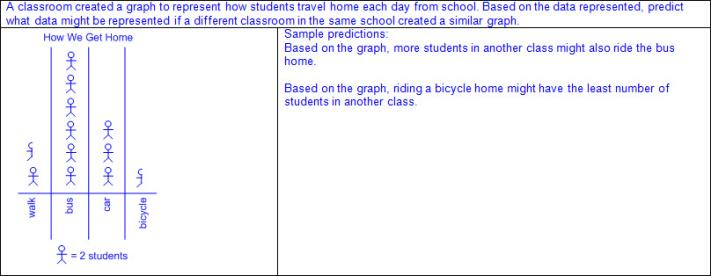 A classroom created a graph to represent how students travel home each day from school. Based on the data represented, predict
what data might be represented if a different classroom in the same school created a similar graph.
How We Get Home
walk
bus
car
bicycle
= 2 students
Sample predictions:
Based on the graph, more students in another class might also ride the bus
home.
Based on the graph, riding a bicycle home might have the least number of
students in another class.